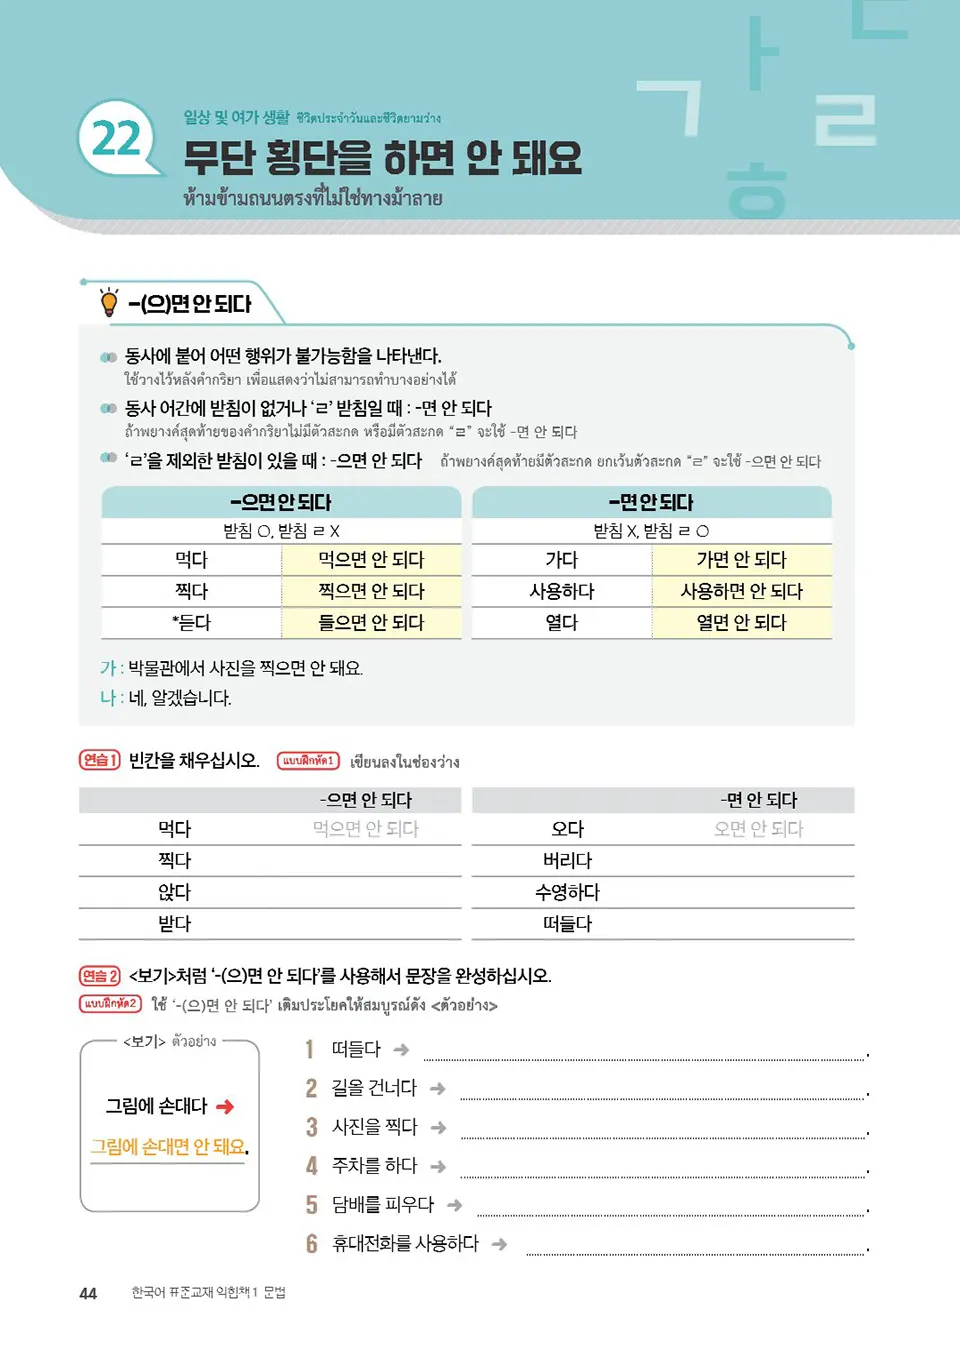 22
일상 및 여가 생활 ชีวิตประจำวันและชีวิตยามว่าง
무단 횡단을 하면 안 돼요
ห้ามข้ามถนนตรงที่ไม่ใช่ทางม้าลาย
ㄱ ㅏ ㄴ ㄹ ㅎ
-(으)면 안 되다
동사에 붙어 어떤 행위가 불가능함을 나타낸다.
ใช้วางไว้หลังคำกริยา เพื่อแสดงว่าไม่สามารถทำบางอย่างได้
동사 어간에 받침이 없거나 ‘ㄹ’ 받침일 때 : -면 안 되다
ถ้าพยางค์สุดท้ายของคำกริยาไม่มีตัวสะกด หรือมีตัวสะกด “ㄹ” จะใช้ -면 안 되다
‘ㄹ’을 제외한 받침이 있을 때 : -으면 안 되다 ถ้าพยางค์สุดท้ายมีตัวสะกด ยกเว้นตัวสะกด “ㄹ” จะใช้ -으면 안 되다
-으면 안 되다 -면 안 되다
받침 O, 받침 ㄹ X 받침 X, 받침 ㄹ O
먹다 먹으면 안 되다 가다 가면 안 되다
찍다 찍으면 안 되다 사용하다 사용하면 안 되다
*듣다 들으면 안 되다 열다 열면 안 되다
가 : 박물관에서 사진을 찍으면 안 돼요.
나 : 네, 알겠습니다.
연습 1 빈칸을 채우십시오. แบบฝึกหัด1 เขียนลงในช่องว่าง
-으면 안 되다 -면 안 되다
먹다 먹으면 안 되다 오다 오면 안 되다
찍다 버리다
앉다 수영하다
받다 떠들다
연습 2 <보기>처럼 ‘-(으)면 안 되다’를 사용해서 문장을 완성하십시오.
แบบฝึกหัด2 ใช้ ‘-(으)면 안 되다’ เติมประโยคให้สมบูรณ์ดัง <ตัวอย่าง>
<보기> ตัวอย่าง
그림에 손대다 ➜
그림에 손대면 안 돼요.
1 떠들다 ➜ .
2 길을 건너다 ➜ .
3 사진을 찍다 ➜ .
4 주차를 하다 ➜ .
5 담배를 피우다 ➜ .
6 휴대전화를 사용하다 ➜ .
44 한국어 표준교재 익힘책 1 문법